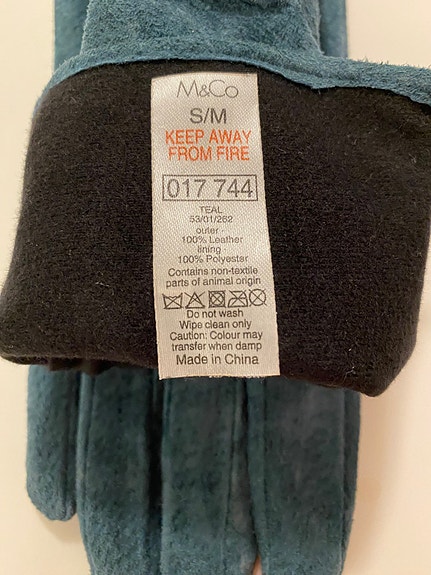 M&Co
S/M
KEEP AWAY
FROM FIRE
017 744
TEAL
53/01/262
outer -
100% Leather
lining -
100% Polyester
Contains non-textile
parts of animal origin
Do not wash
Wipe clean only
Caution: Colour may
transfer when damp
Made in China